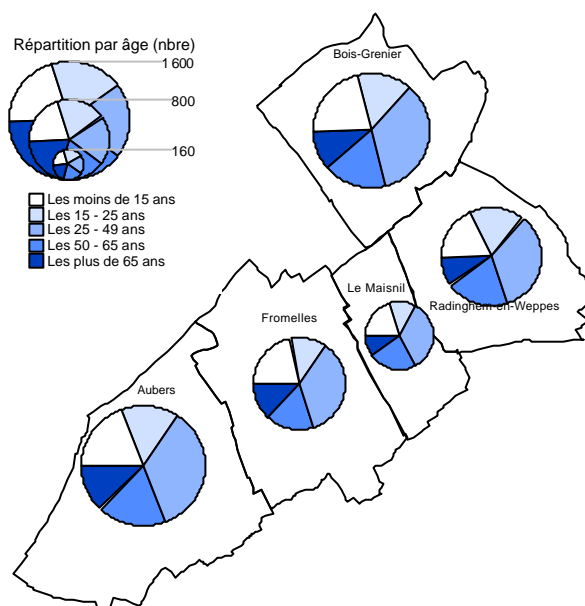 Répartition par âge (nbre)
1 600
800
160
Les moins de 15 ans
Les 15 - 25 ans
Les 25 - 49 ans
Les 50 - 65 ans
Les plus de 65 ans
Bois-Grenier
Le Maisnil
Radinghem-en-Weppes
Fromelles
Aubers